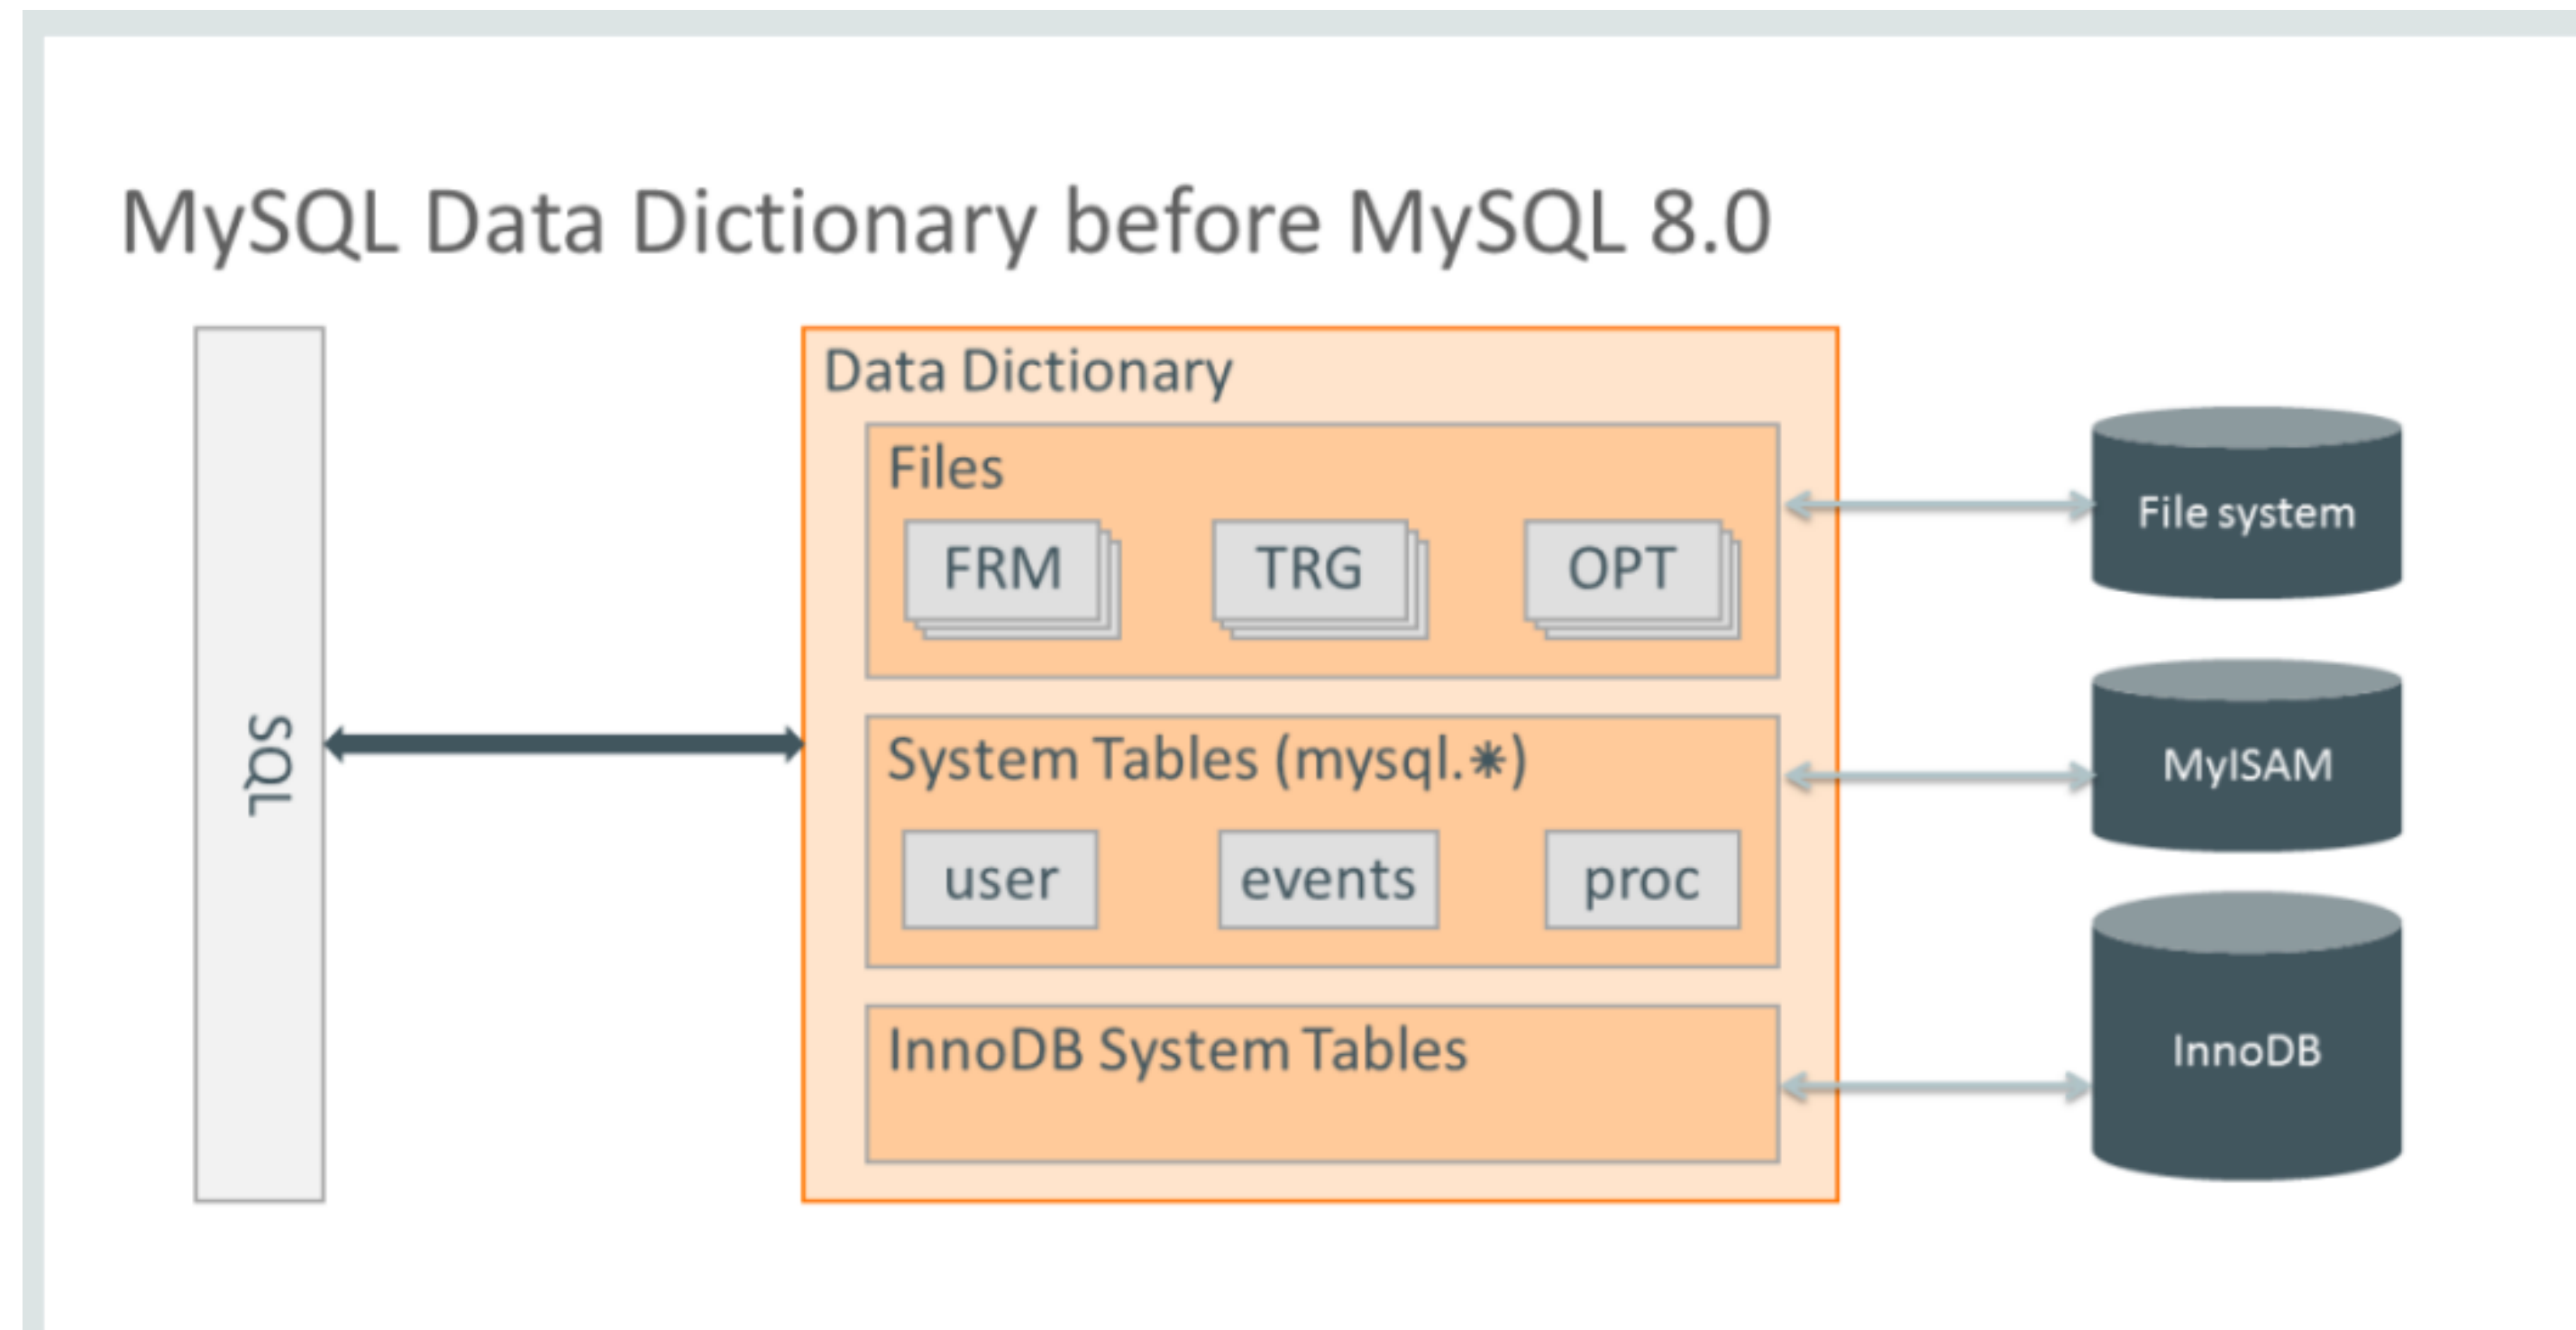 MySQL Data Dictionary before MySQL 8.0
SQL
Data Dictionary
Files
FRM
TRG
OPT
System Tables (mysql.*)
user
events
proc
InnoDB System Tables
File system
MyISAM
InnoDB